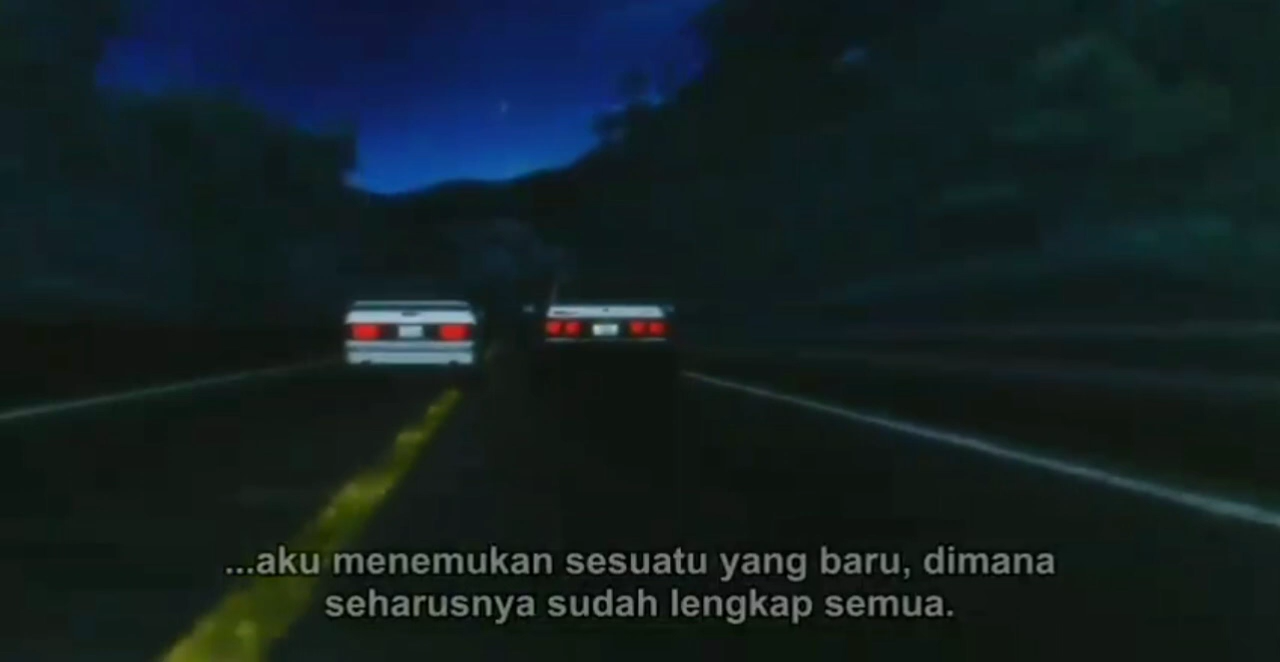 ...aku menemukan sesuatu yang baru, dimana
seharusnya sudah lengkap semua.